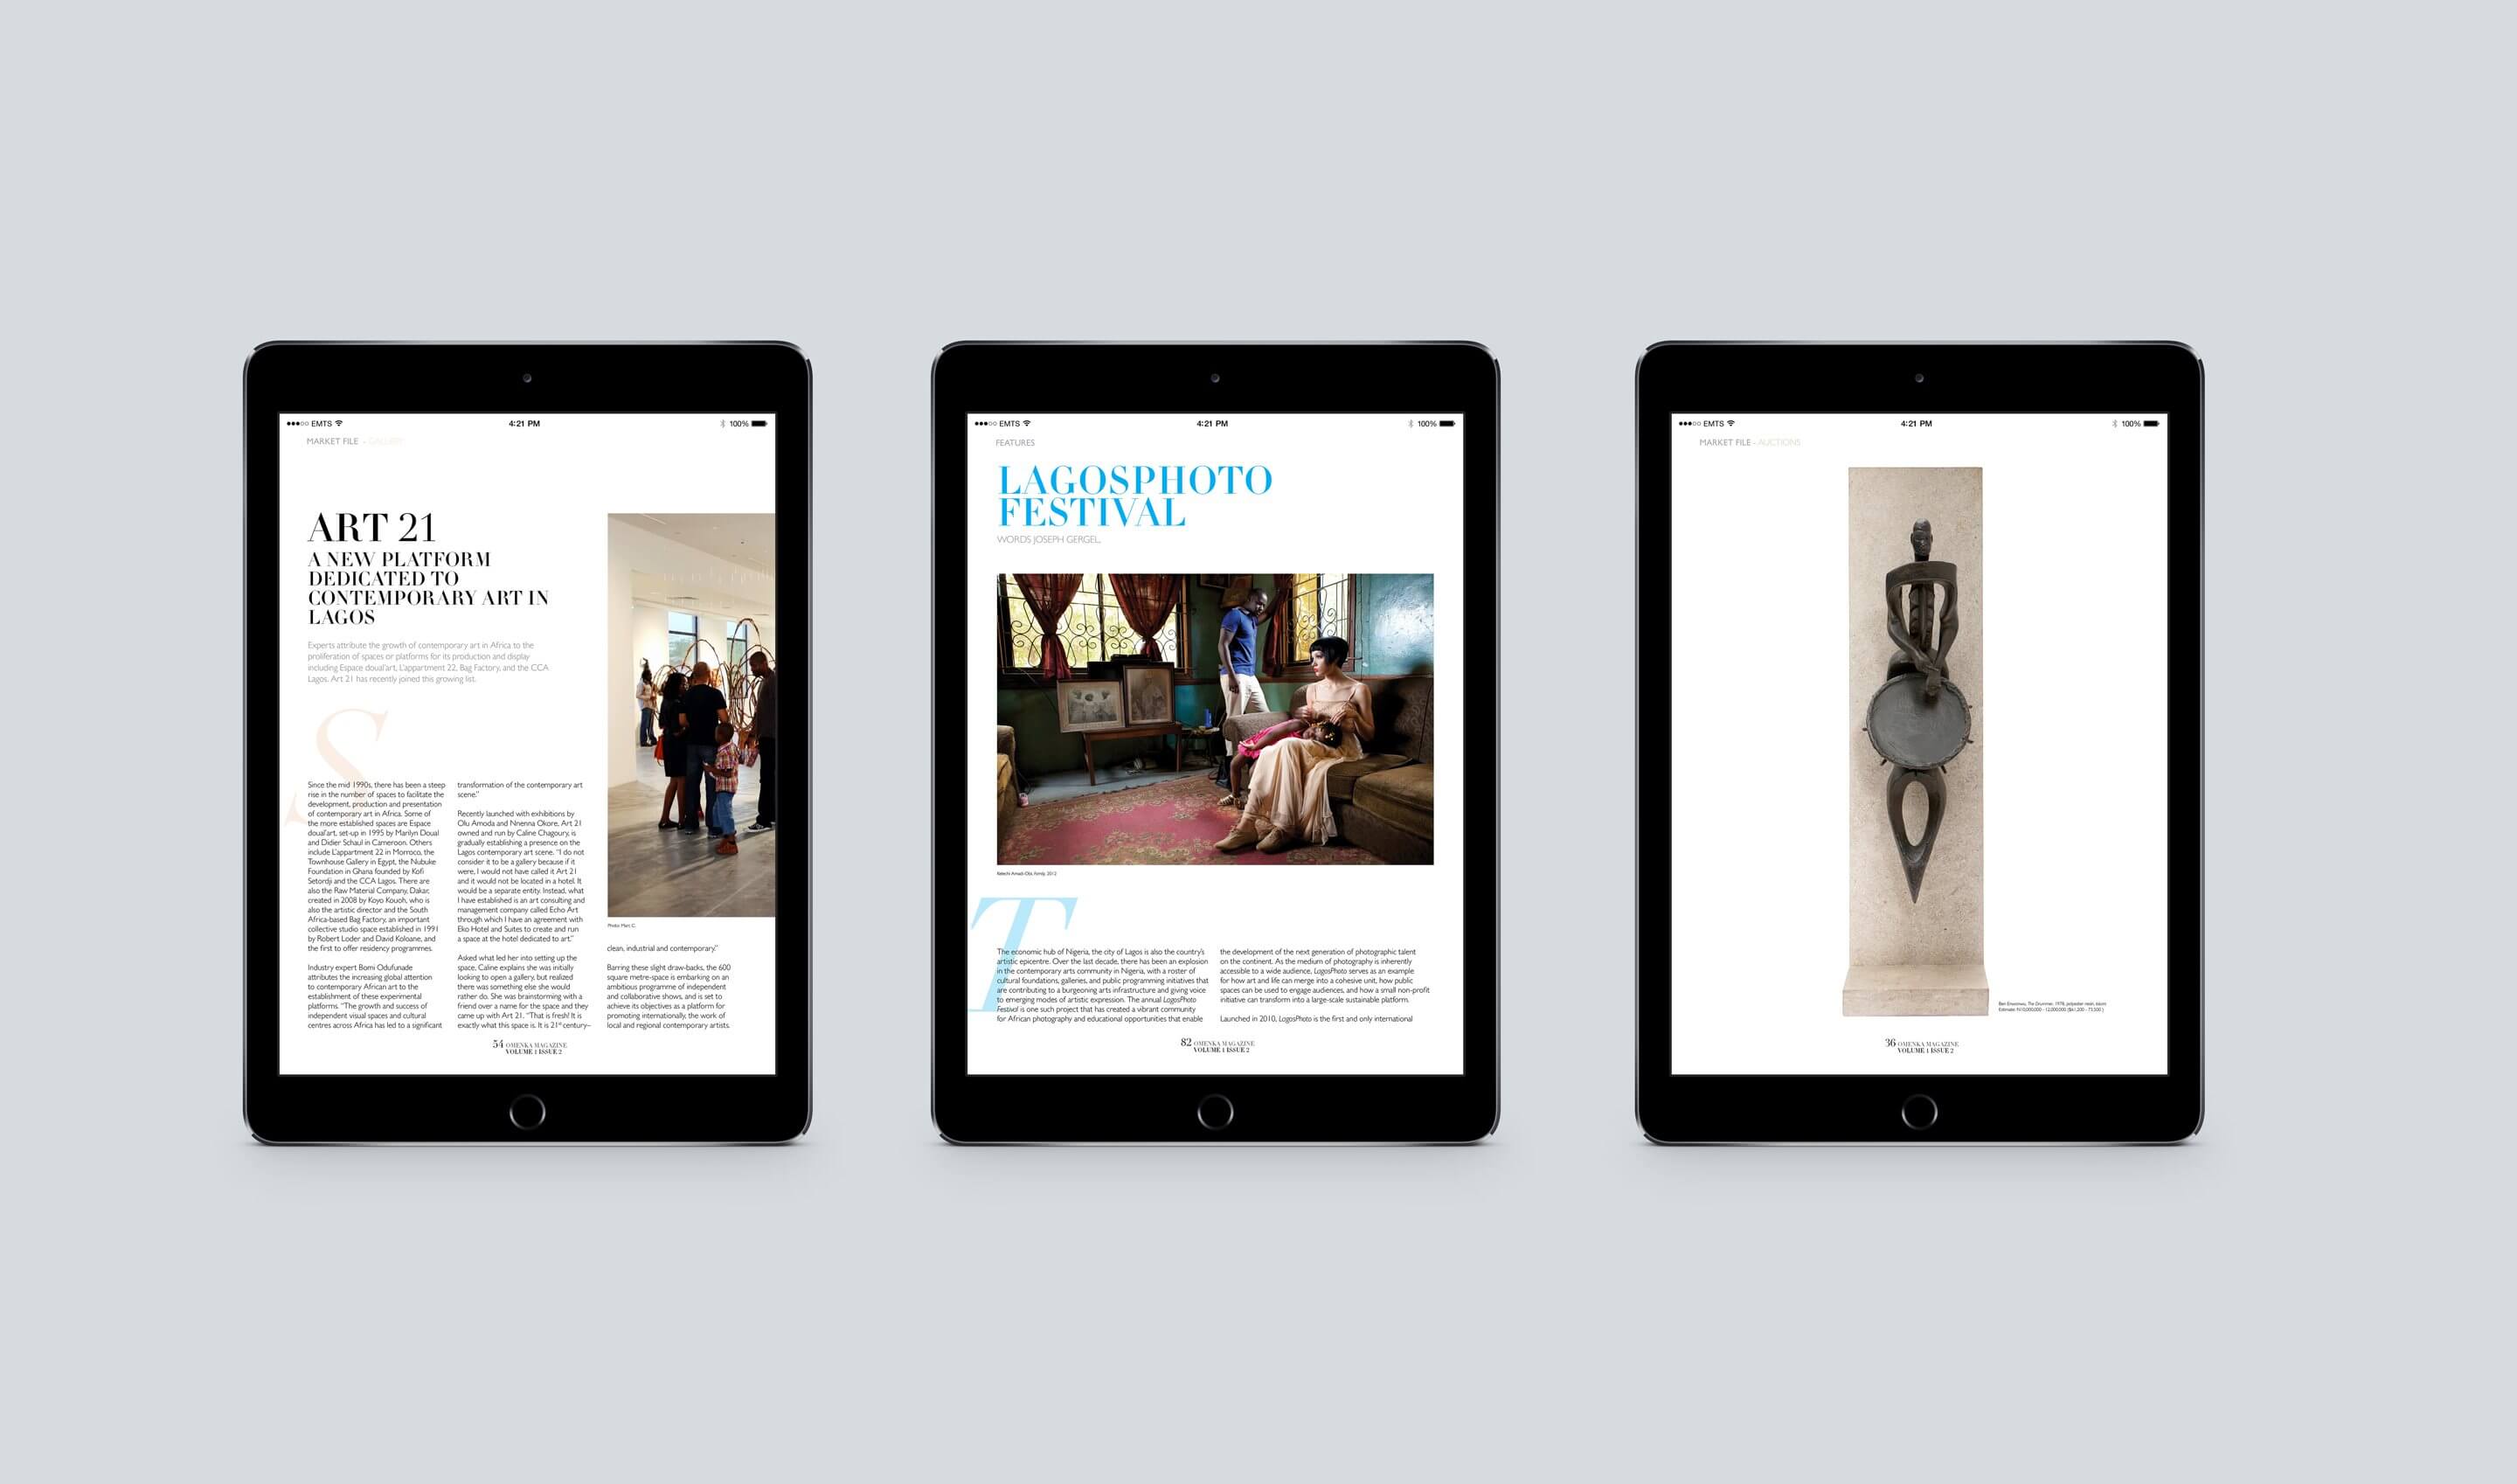 EMTS
4:21 PM
100%
MARKET FILE - GALLERY
ART 21
A NEW PLATFORM
DEDICATED TO
CONTEMPORARY ART IN
LAGOS
Experts attribute the growth of contemporary art in Africa to the
proliferation of spaces or platforms for its production and display
including Espace doual'art, L'appartment 22, Bag Factory, and the CCA
Lagos. Art 21 has recently joined this growing list.
S
Since the mid 1990s, there has been a steep
rise in the number of spaces to facilitate the
development, production and presentation
of contemporary art in Africa. Some of
the more established spaces are Espace
doual'art, set-up in 1995 by Marilyn Doual
and Didier Schaul in Cameroon. Others
include L'appartment 22 in Morroco, the
Townhouse Gallery in Egypt, the Nubuke
Foundation in Ghana founded by Kofi
Setordji and the CCA Lagos. There are
also the Raw Material Company, Dakar,
created in 2008 by Koyo Kouoh, who is
also the artistic director and the South
Africa-based Bag Factory, an important
collective studio space established in 1991
by Robert Loder and David Koloane, and
the first to offer residency programmes.
Industry expert Bomi Odufunade
attributes the increasing global attention
to contemporary African art to the
establishment of these experimental
platforms. "The growth and success of
independent visual spaces and cultural
centres across Africa has led to a significant
transformation of the contemporary art
scene."
Recently launched with exhibitions by
Olu Amoda and Nnenna Okore, Art 21
owned and run by Caline Chagoury, is
gradually establishing a presence on the
Lagos contemporary art scene. "I do not
consider it to be a gallery because if it
were, I would not have called it Art 21
and it would not be located in a hotel. It
would be a separate entity. Instead, what
I have established is an art consulting and
management company called Echo Art
through which I have an agreement with
Eko Hotel and Suites to create and run
a space at the hotel dedicated to art."
Asked what led her into setting up the
space, Caline explains she was initially
looking to open a gallery, but realized
there was something else she would
rather do. She was brainstorming with a
friend over a name for the space and they
came up with Art 21. "That is fresh! It is
exactly what this space is. It is 21st century–
Photo: Marc C.
clean, industrial and contemporary."
Barring these slight draw-backs, the 600
square metre-space is embarking on an
ambitious programme of independent
and collaborative shows, and is set to
achieve its objectives as a platform for
promoting internationally, the work of
local and regional contemporary artists.
54 OMENKA MAGAZINE
VOLUME 1 ISSUE 2
EMTS
4:21 PM
100%
FEATURES
LAGOSPHOTO
FESTIVAL
WORDS JOSEPH GERGEL,
Kelechi Amadi-Obi, Family, 2012
T
The economic hub of Nigeria, the city of Lagos is also the country's
artistic epicentre. Over the last decade, there has been an explosion
in the contemporary arts community in Nigeria, with a roster of
cultural foundations, galleries, and public programming initiatives that
are contributing to a burgeoning arts infrastructure and giving voice
to emerging modes of artistic expression. The annual LagosPhoto
Festival is one such project that has created a vibrant community
for African photography and educational opportunities that enable
the development of the next generation of photographic talent
on the continent. As the medium of photography is inherently
accessible to a wide audience, LagosPhoto serves as an example
for how art and life can merge into a cohesive unit, how public
spaces can be used to engage audiences, and how a small non-profit
initiative can transform into a large-scale sustainable platform.
Launched in 2010, LagosPhoto is the first and only international
82 OMENKA MAGAZINE
VOLUME 1 ISSUE 2
EMTS
4:21 PM
100%
MARKET FILE - AUCTIONS
Ben Enwonwu, The Drummer, 1978, polyester resin,
Estimate: N10,000,000 - 12,000,000
36 OMENKA MAGAZINE
VOLUME 1 ISSUE 2